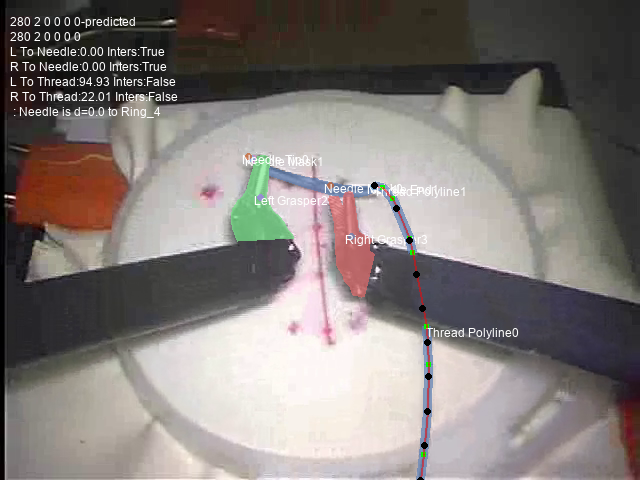 280 2 0 0 0 0-predicted
280 2 0 0 0 0
L To Needle:0.00 Inters:True
R To Needle:0.00 Inters:True
L To Thread:94.93 Inters:False
R To Thread:22.01 Inters:False
: Needle is d=0.0 to Ring_4
Needle Mask1
Thread Polyline1
Left Grasper2
Right Grasper3
Thread Polyline0